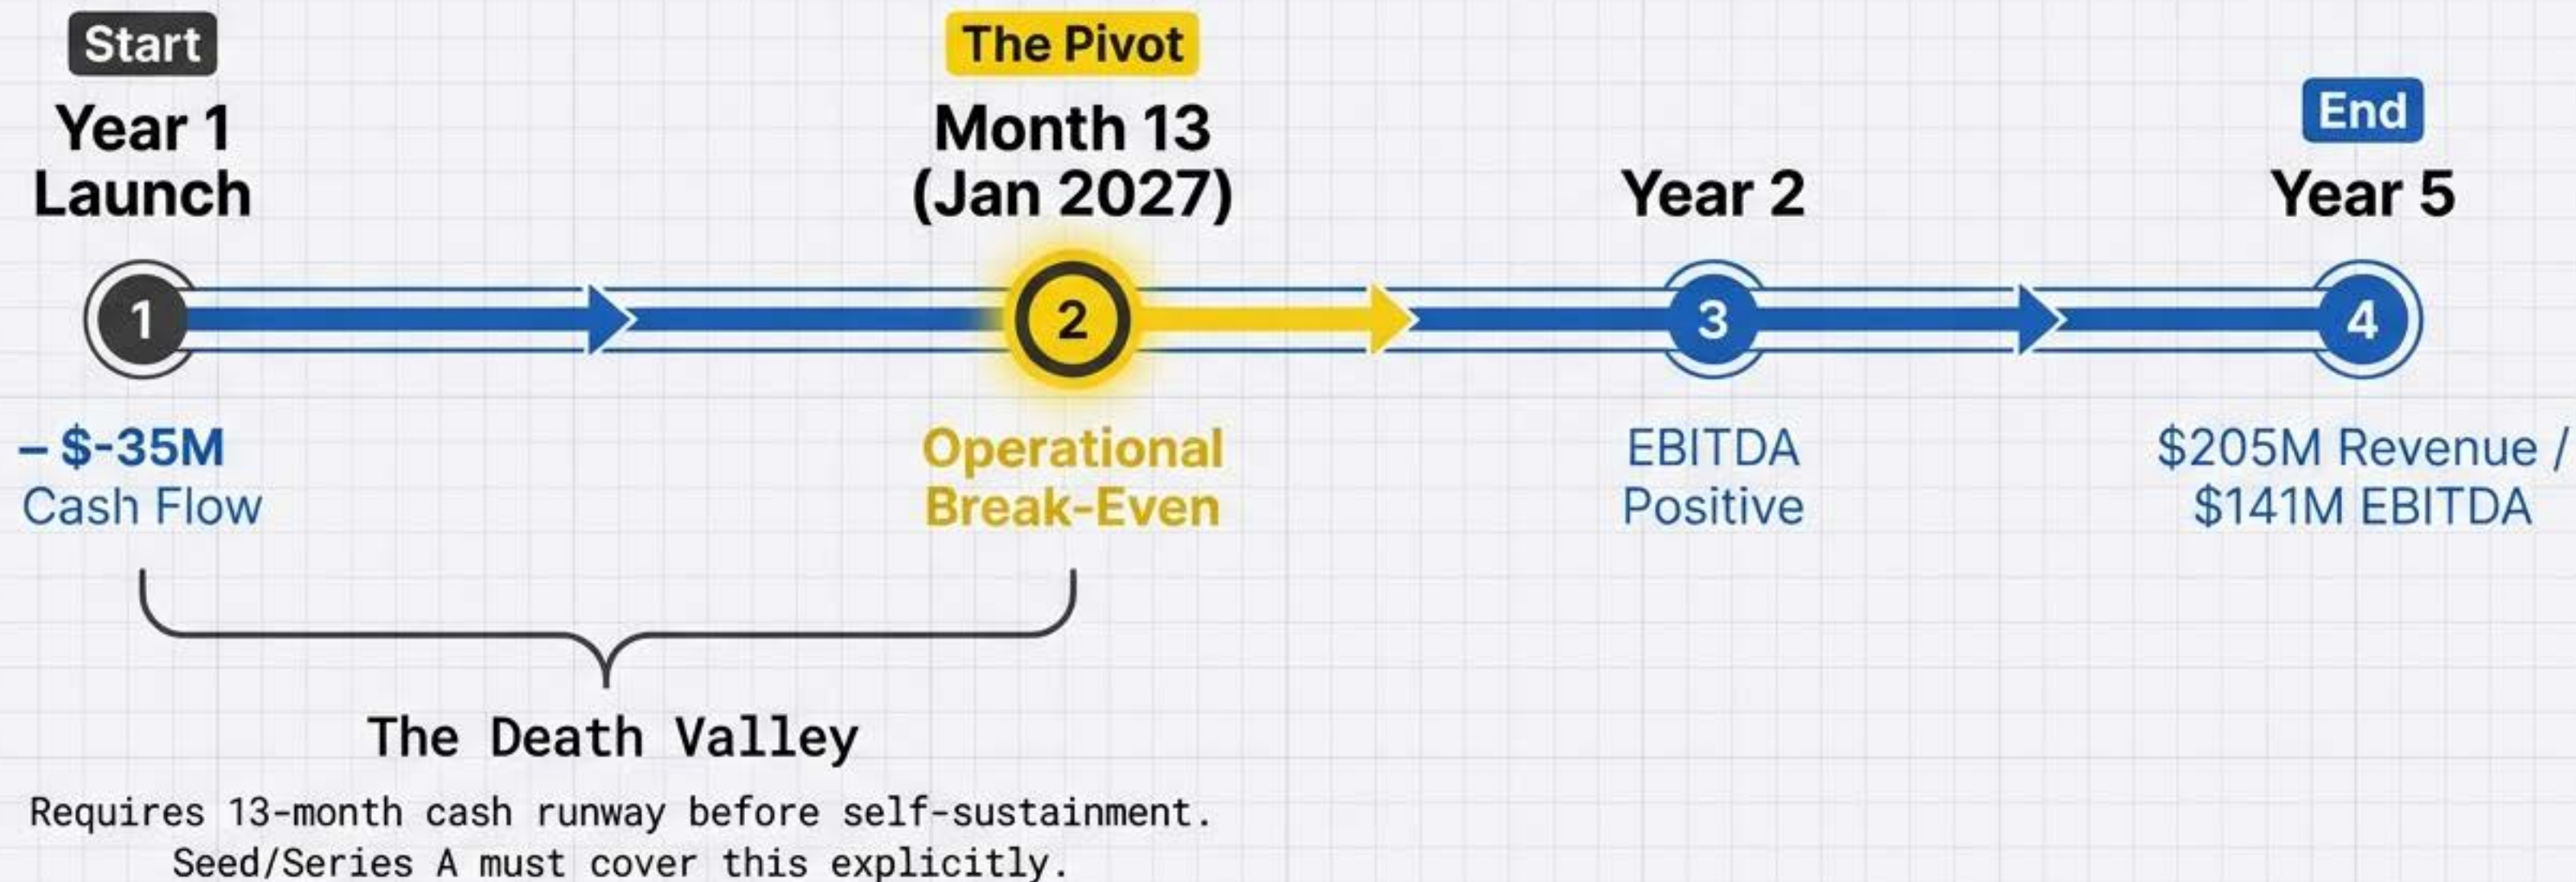 Start
Year 1
Launch
The Pivot
Month 13
(Jan 2027)
Year 2
End
Year 5
1
2
3
4
– $-35M
Cash Flow
Operational
Break-Even
EBITDA
Positive
$205M Revenue /
$141M EBITDA
The Death Valley
Requires 13-month cash runway before self-sustainment.
Seed/Series A must cover this explicitly.